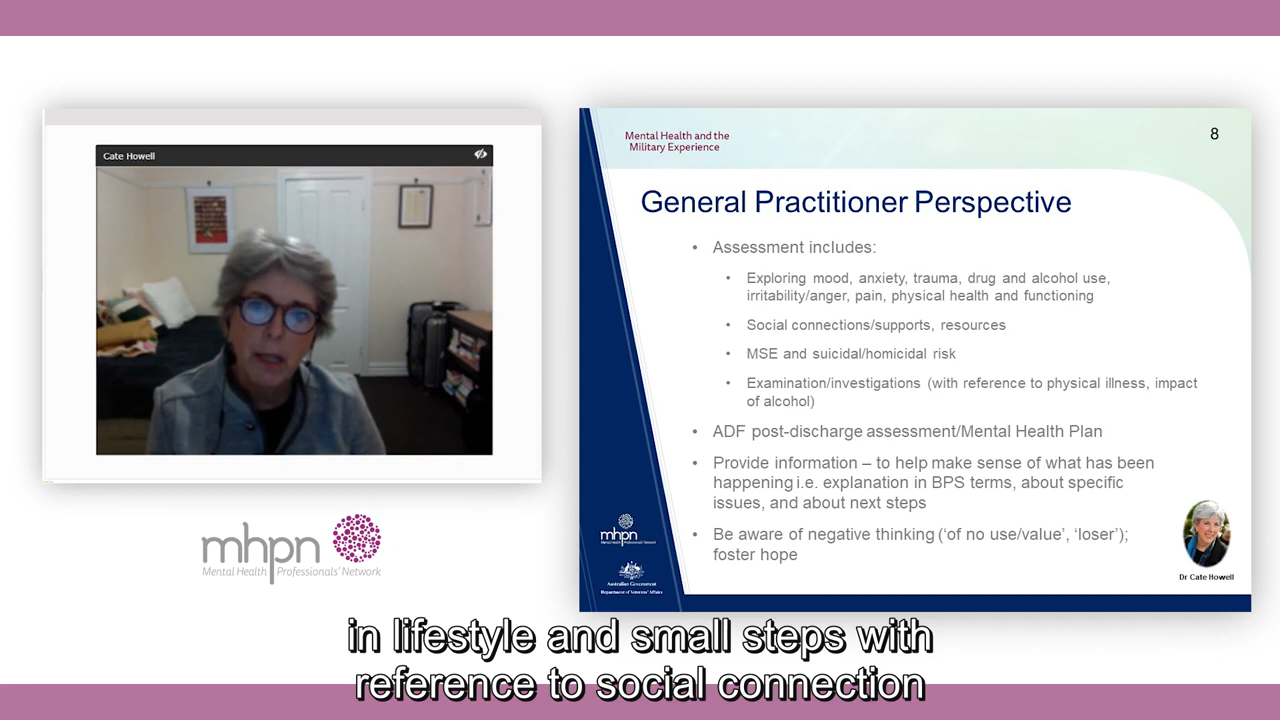 Cate Howell
mhpn
Mental Health Professionals' Network
Mental Health and the
Military Experience
8
General Practitioner Perspective
• Assessment includes:
• Exploring mood, anxiety, trauma, drug and alcohol use,
irritability/anger, pain, physical health and functioning
• Social connections/supports, resources
• MSE and suicidal/homicidal risk
• Examination/investigations (with reference to physical illness, impact
of alcohol)
• ADF post-discharge assessment/Mental Health Plan
• Provide information – to help make sense of what has been
happening i.e. explanation in BPS terms, about specific
issues, and about next steps
• Be aware of negative thinking (‘of no use/value’, ‘loser’);
foster hope
mhpn
Mental Health Professionals' Network
Australian Government
Department of Veterans' Affairs
Dr Cate Howell
in lifestyle and small steps with
reference to social connection